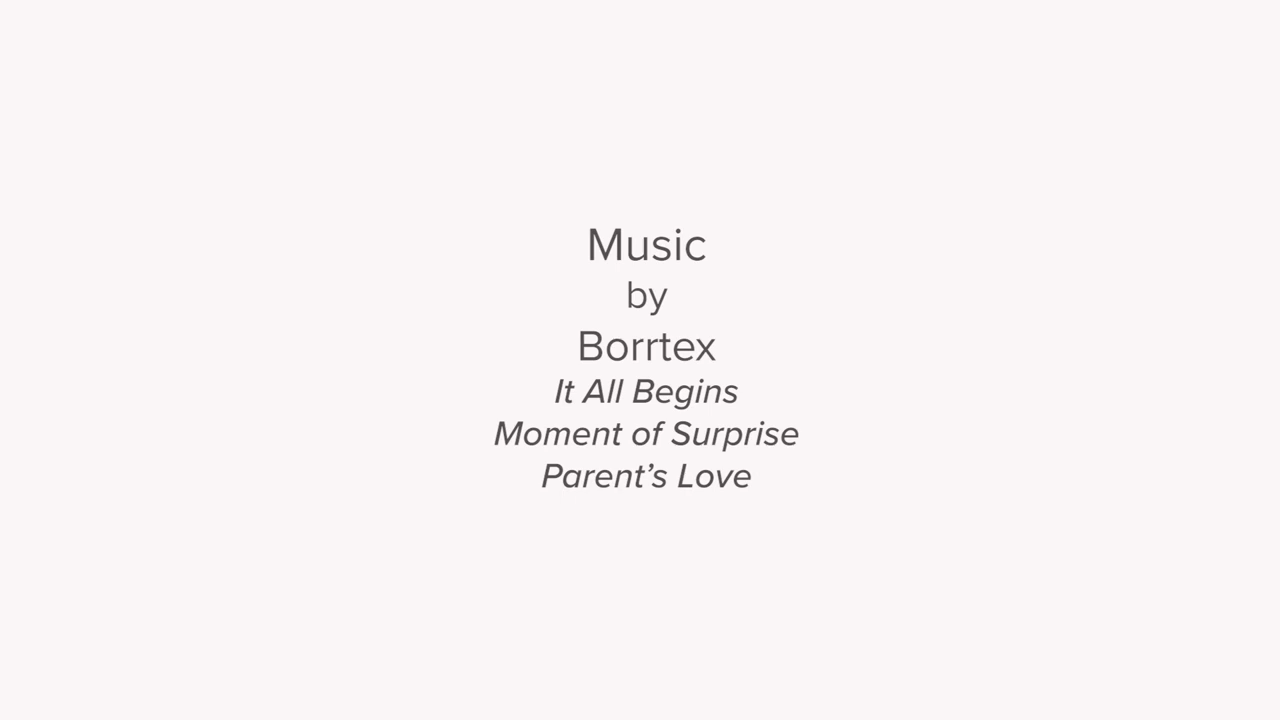 Music
by
Borrtex
It All Begins
Moment of Surprise
Parent’s Love